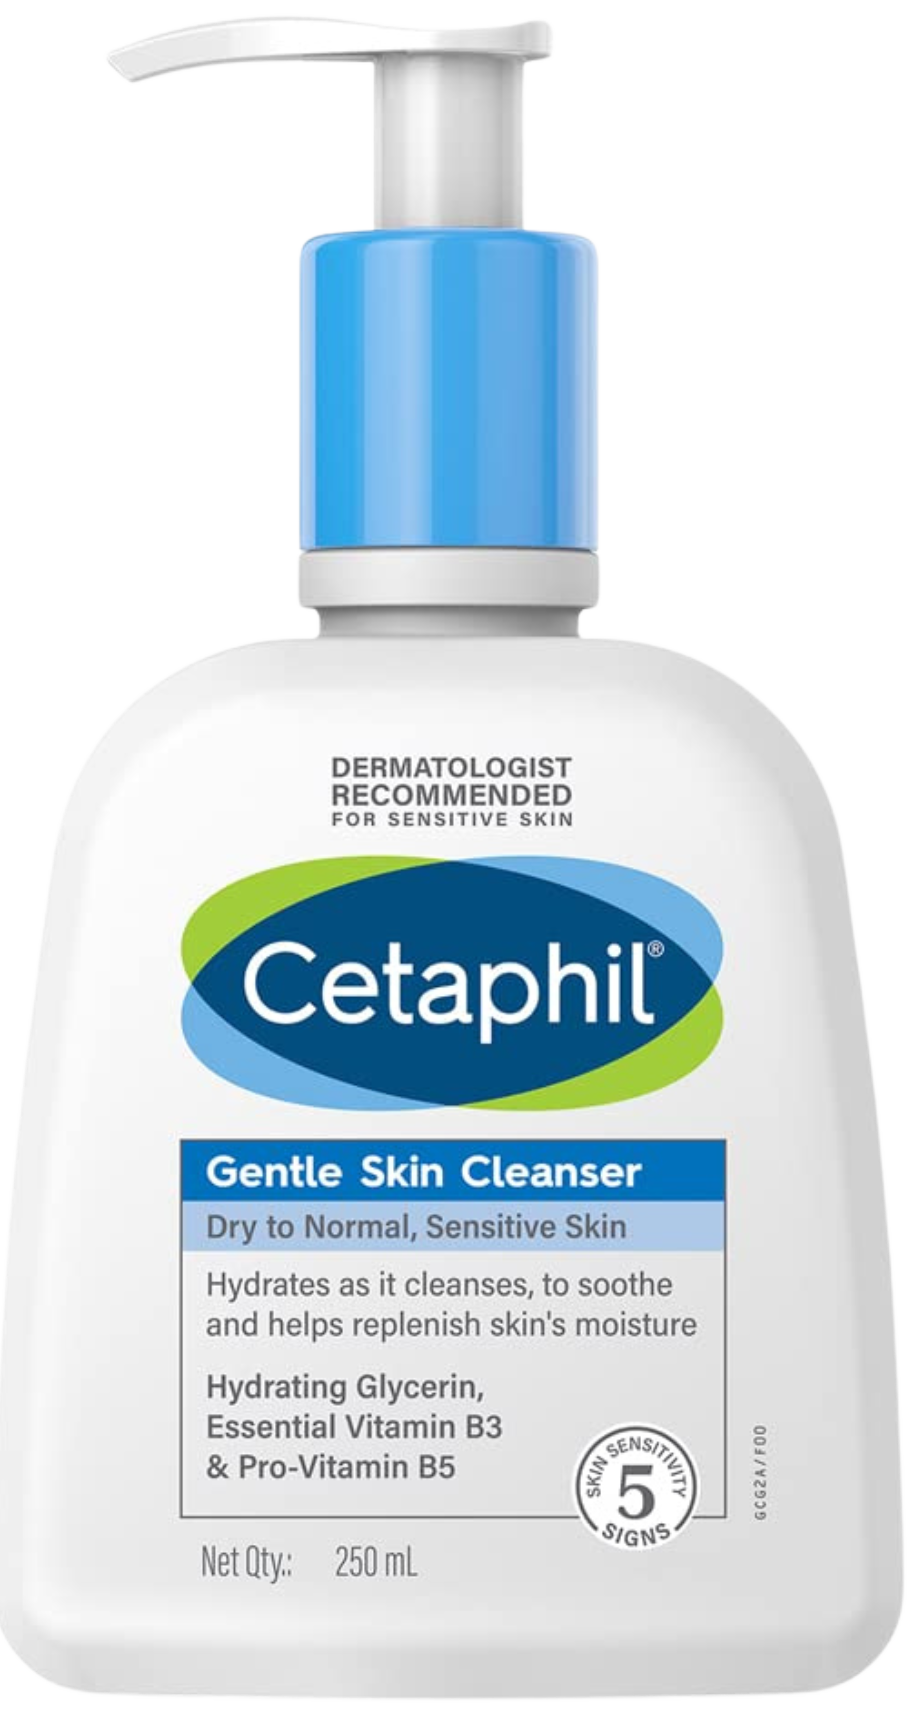 DERMATOLOGIST
RECOMMENDED
FOR SENSITIVE SKIN
Cetaphil®
Gentle Skin Cleanser
Dry to Normal, Sensitive Skin
Hydrates as it cleanses, to soothe
and helps replenish skin's moisture
Hydrating Glycerin,
Essential Vitamin B3
& Pro-Vitamin B5
SKIN SENSITIVITY
5
SIGNS
GCG2A/F00
Net Qty.: 250 mL